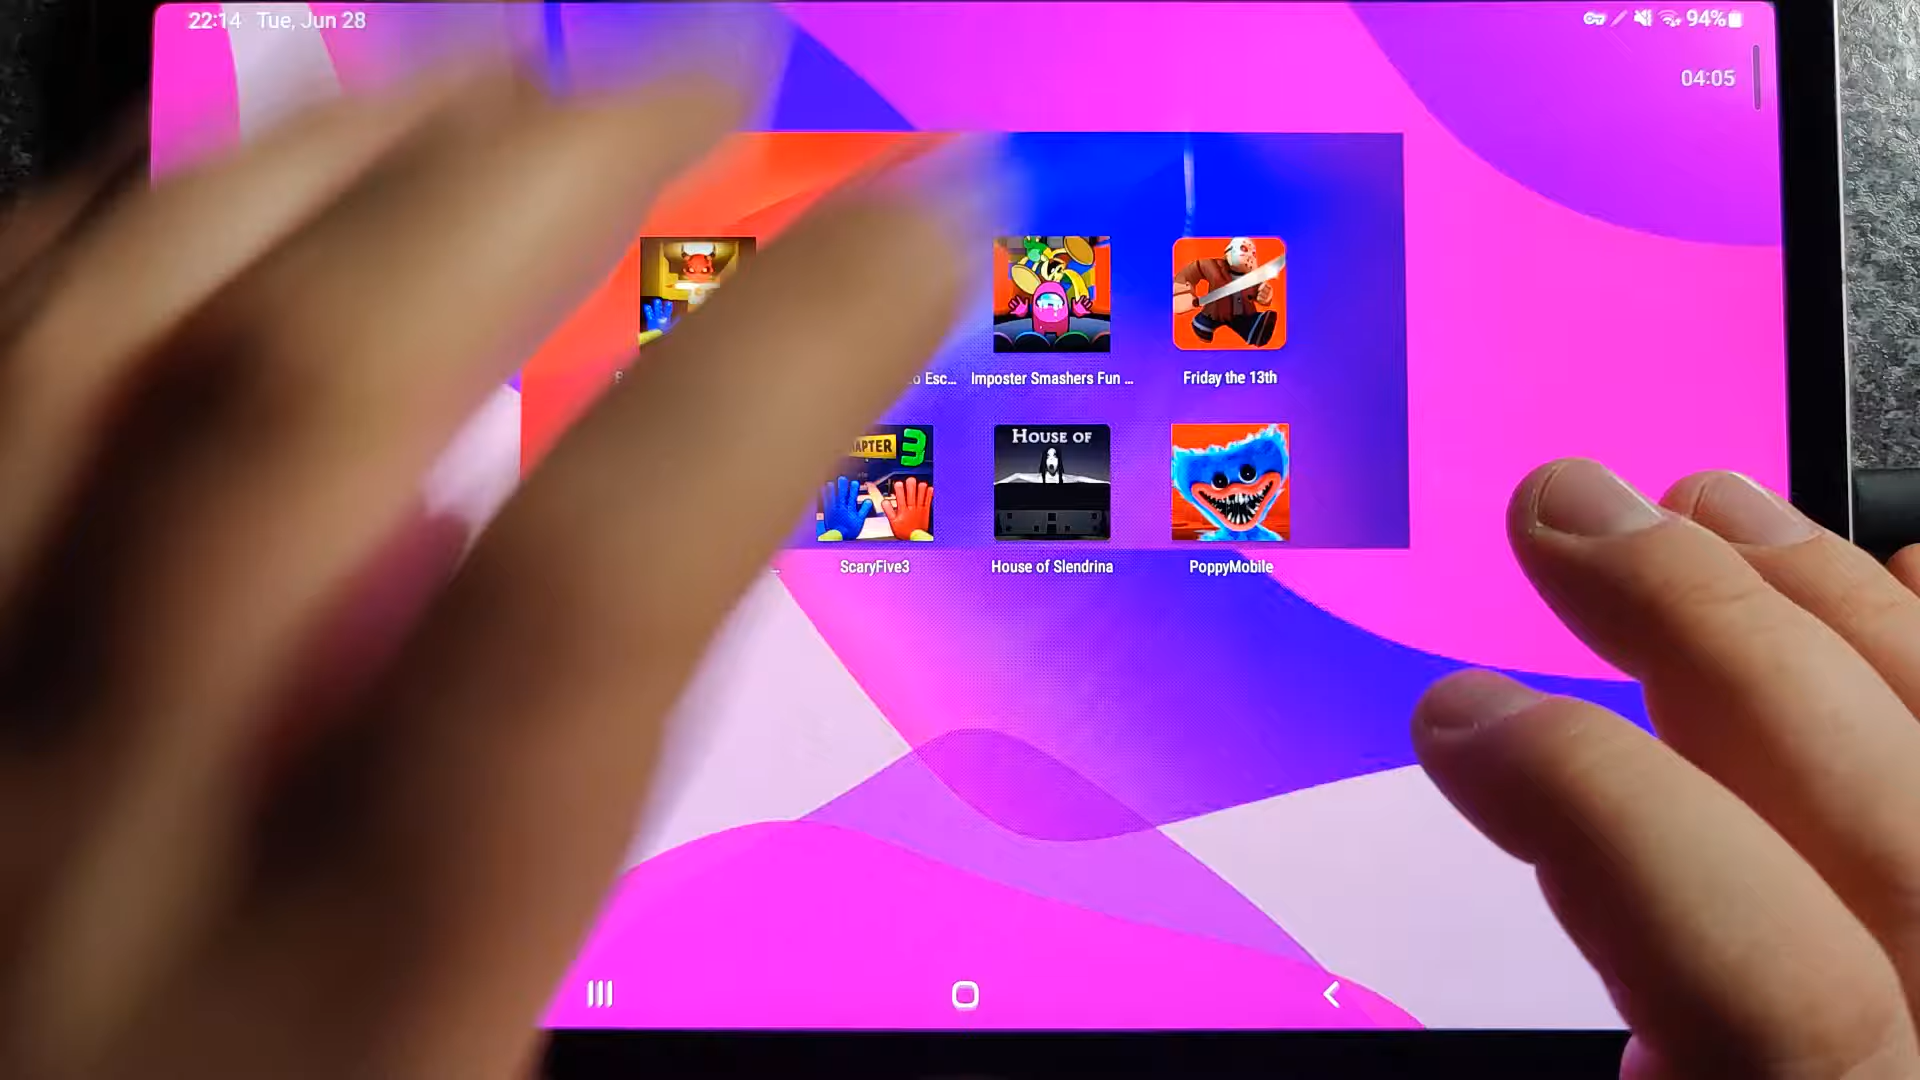 22:14 Tue, Jun 28
94%
04:05
o Esc...
Imposter Smashers Fun ...
Friday the 13th
APTER 3
HOUSE OF
ScaryFive3
House of Slendrina
PoppyMobile